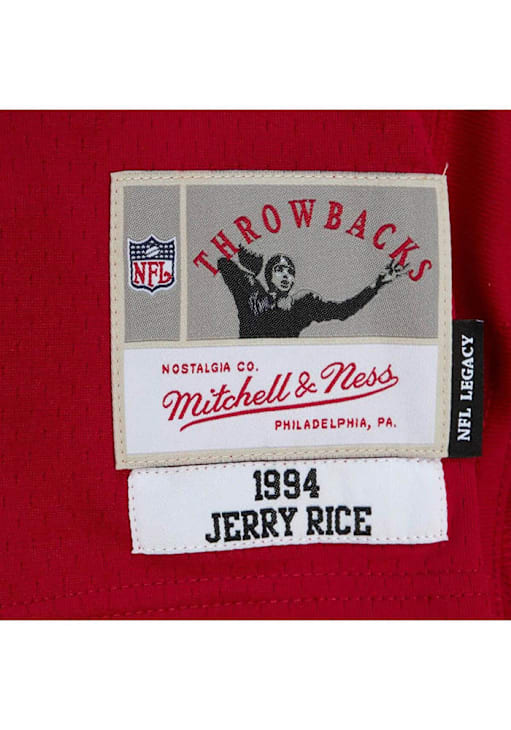 THROWBACKS
NFL
NOSTALGIA CO.
Mitchell & Ness
PHILADELPHIA, PA.
NFL LEGACY
1994
JERRY RICE